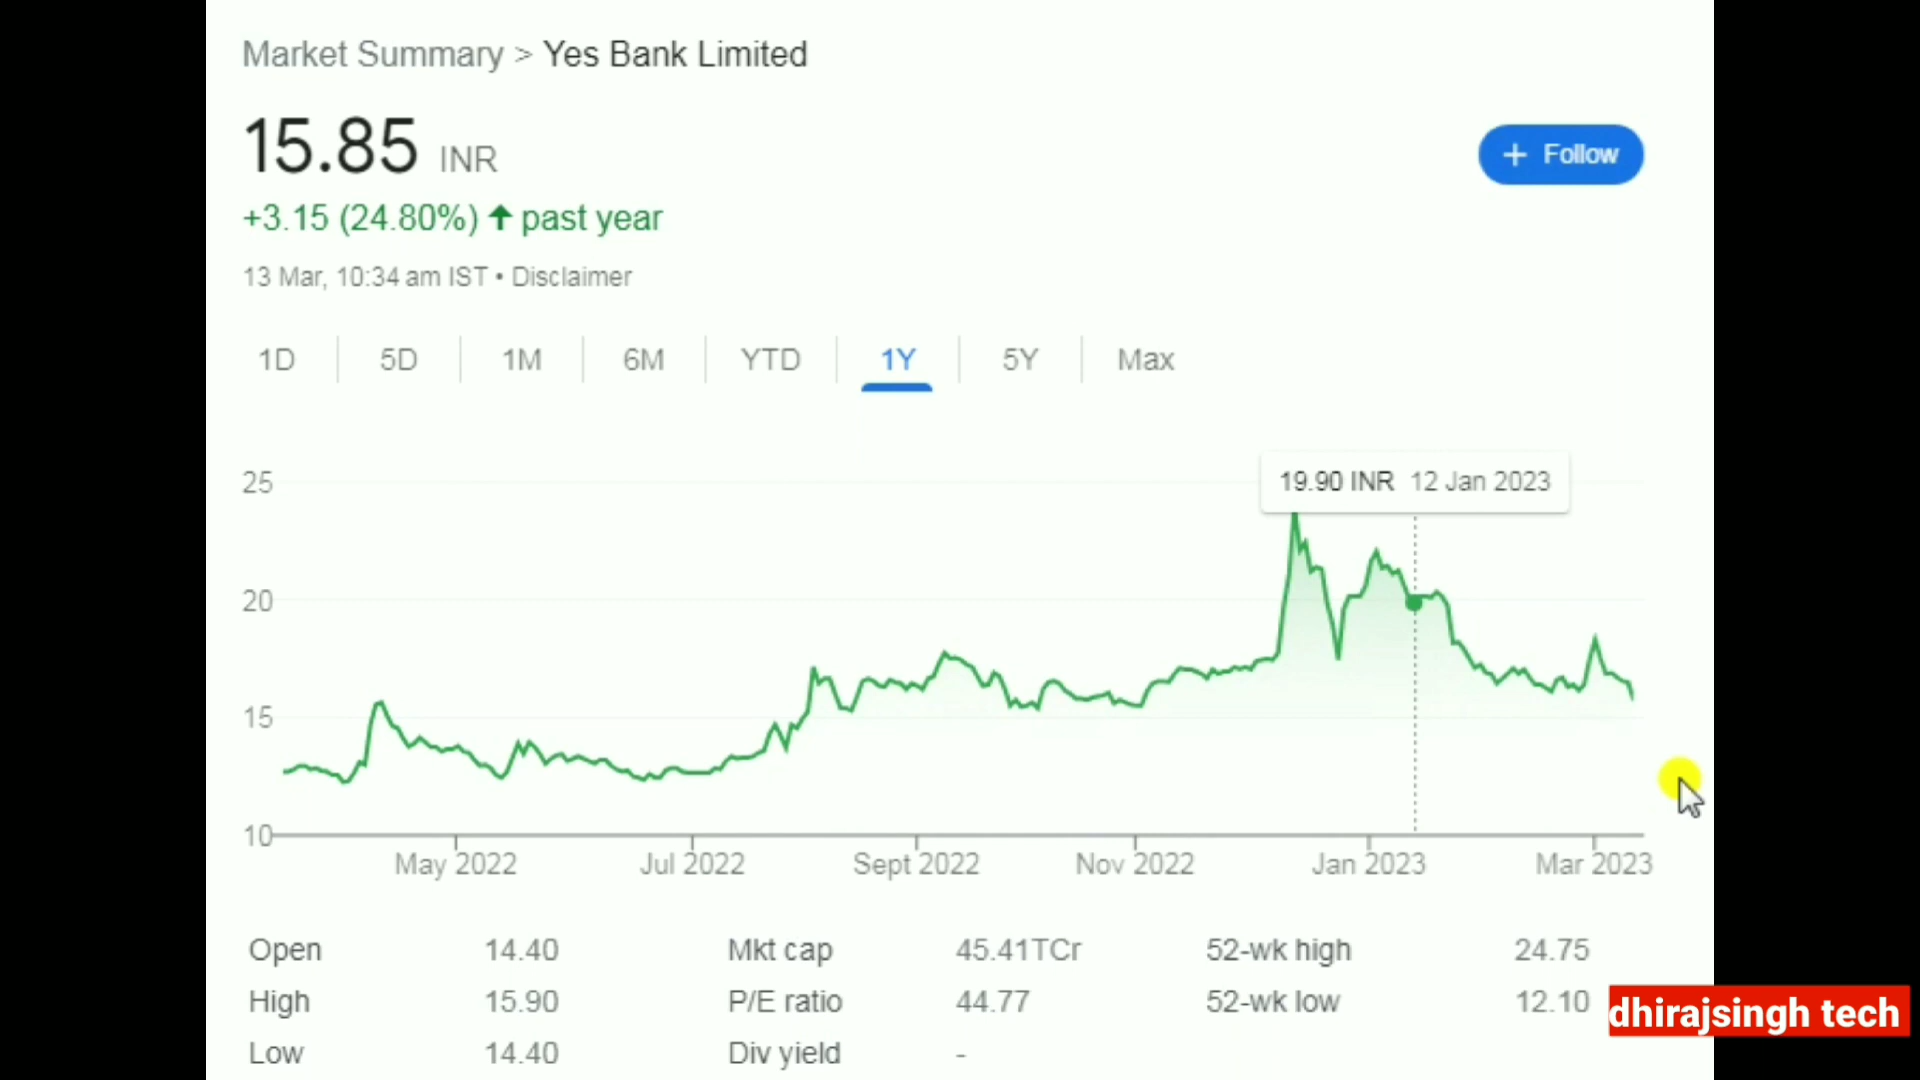 Market Summary > Yes Bank Limited
15.85 INR
+ Follow
+3.15 (24.80%) ↑ past year
13 Mar, 10:34 am IST • Disclaimer
1D 5D 1M 6M YTD 1Y 5Y Max
19.90 INR 12 Jan 2023
25
20
15
10
May 2022 Jul 2022 Sept 2022 Nov 2022 Jan 2023 Mar 2023
Open 14.40 Mkt cap 45.41TCr 52-wk high 24.75
High 15.90 P/E ratio 44.77 52-wk low 12.10
Low 14.40 Div yield -
dhirajsingh tech